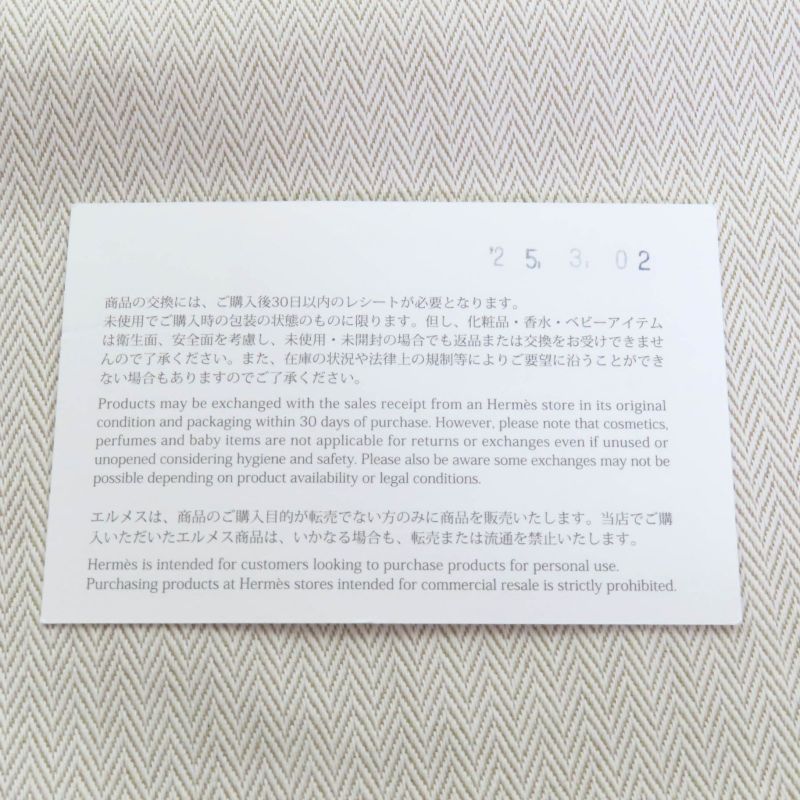 '25. 3. 02
商品の交換には、ご購入後30日以内のレシートが必要となります。
未使用でご購入時の包装の状態のものに限ります。但し、化粧品・香水・ベビーアイテム
は衛生面、安全面を考慮し、未使用・未開封の場合でも返品または交換をお受けできませ
んので了承ください。また、在庫の状況や法律上の規制等によりご要望に沿うことができ
ない場合もありますのでご了承ください。
Products may be exchanged with the sales receipt from an Hermès store in its original
condition and packaging within 30 days of purchase. However, please note that cosmetics,
perfumes and baby items are not applicable for returns or exchanges even if unused or
unopened considering hygiene and safety. Please also be aware some exchanges may not be
possible depending on product availability or legal conditions.
エルメスは、商品のご購入目的が転売でない方のみに商品を販売いたします。当店でご購
入いただいたエルメス商品は、いかなる場合も、転売または流通を禁止いたします。
Hermès is intended for customers looking to purchase products for personal use.
Purchasing products at Hermès stores intended for commercial resale is strictly prohibited.